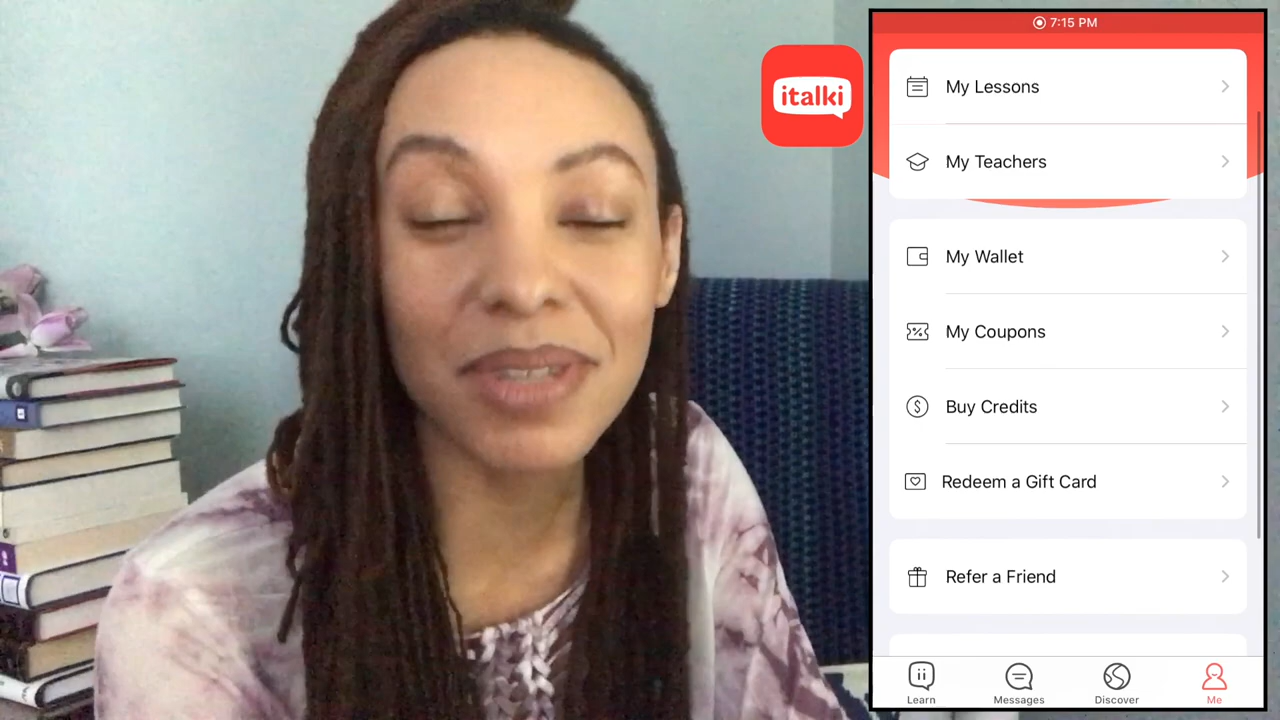 italki
7:15 PM
My Lessons
My Teachers
My Wallet
My Coupons
Buy Credits
Redeem a Gift Card
Refer a Friend
Learn
Messages
Discover
Me